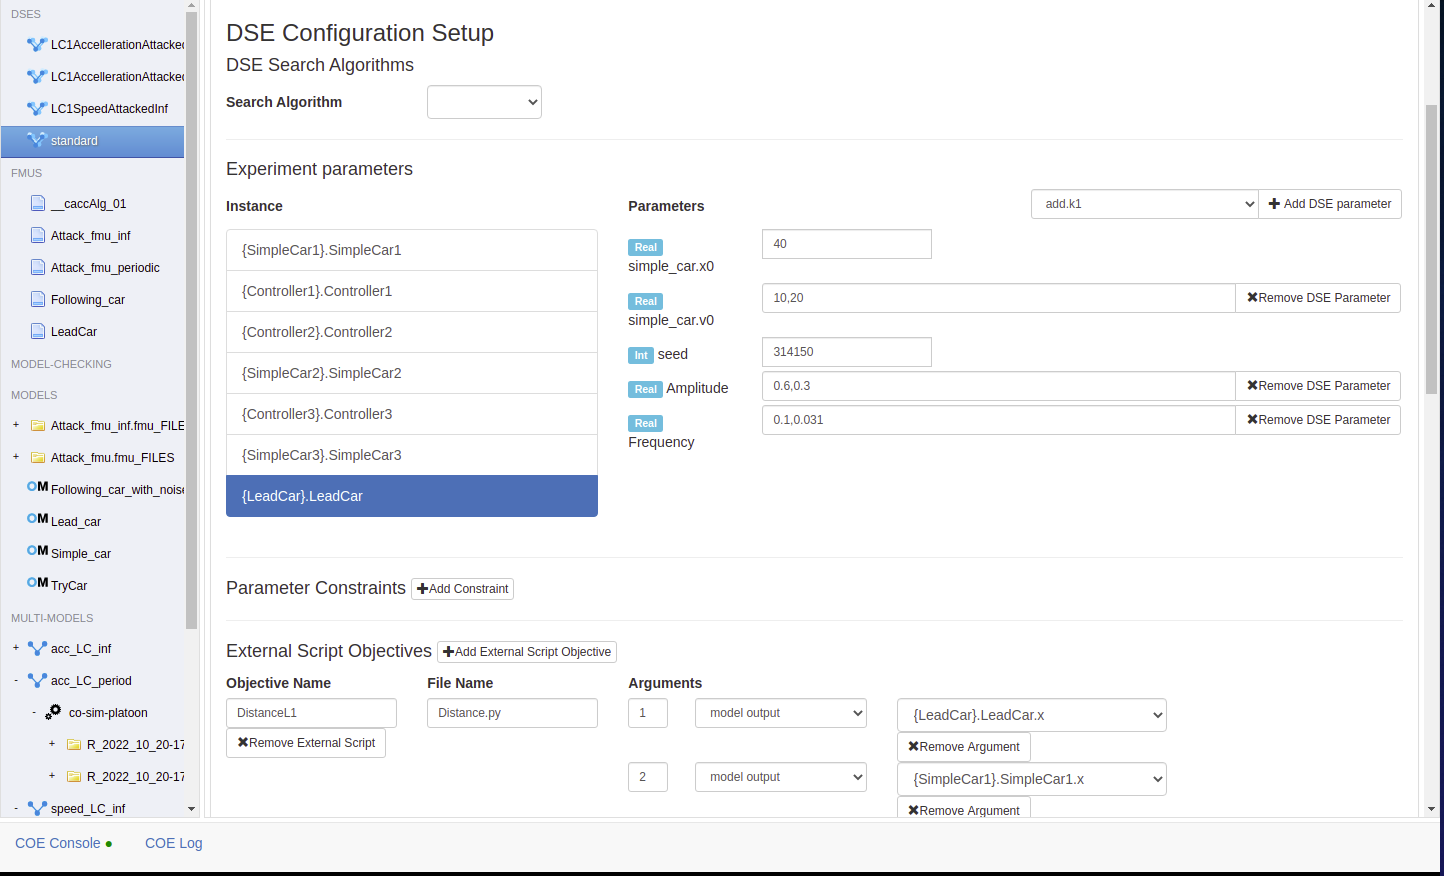 DSES
LC1AccellerationAttacked
LC1AccellerationAttacked
LC1SpeedAttackedInf
standard
FMUS
__caccAlg_01
Attack_fmu_inf
Attack_fmu_periodic
Following_car
LeadCar
MODEL-CHECKING
MODELS
+ Attack_fmu_inf.fmu_FILE
+ Attack_fmu.fmu_FILES
OM Following_car_with_noise
OM Lead_car
OM Simple_car
OM TryCar
MULTI-MODELS
+ acc_LC_inf
- acc_LC_period
- co-sim-platoon
+ R_2022_10_20-17
+ R_2022_10_20-17
- speed_LC_inf
DSE Configuration Setup
DSE Search Algorithms
Search Algorithm
Experiment parameters
Instance
{SimpleCar1}.SimpleCar1
{Controller1}.Controller1
{Controller2}.Controller2
{SimpleCar2}.SimpleCar2
{Controller3}.Controller3
{SimpleCar3}.SimpleCar3
{LeadCar}.LeadCar
Parameters
add.k1
Add DSE parameter
Real
simple_car.x0
40
Real
simple_car.v0
10,20
Remove DSE Parameter
Int seed
314150
Real Amplitude
0.6,0.3
Remove DSE Parameter
Real
Frequency
0.1,0.031
Remove DSE Parameter
Parameter Constraints Add Constraint
External Script Objectives Add External Script Objective
Objective Name File Name Arguments
DistanceL1 Distance.py 1 model output {LeadCar}.LeadCar.x
Remove External Script Remove Argument
2 model output {SimpleCar1}.SimpleCar1.x
Remove Argument
COE Console COE Log